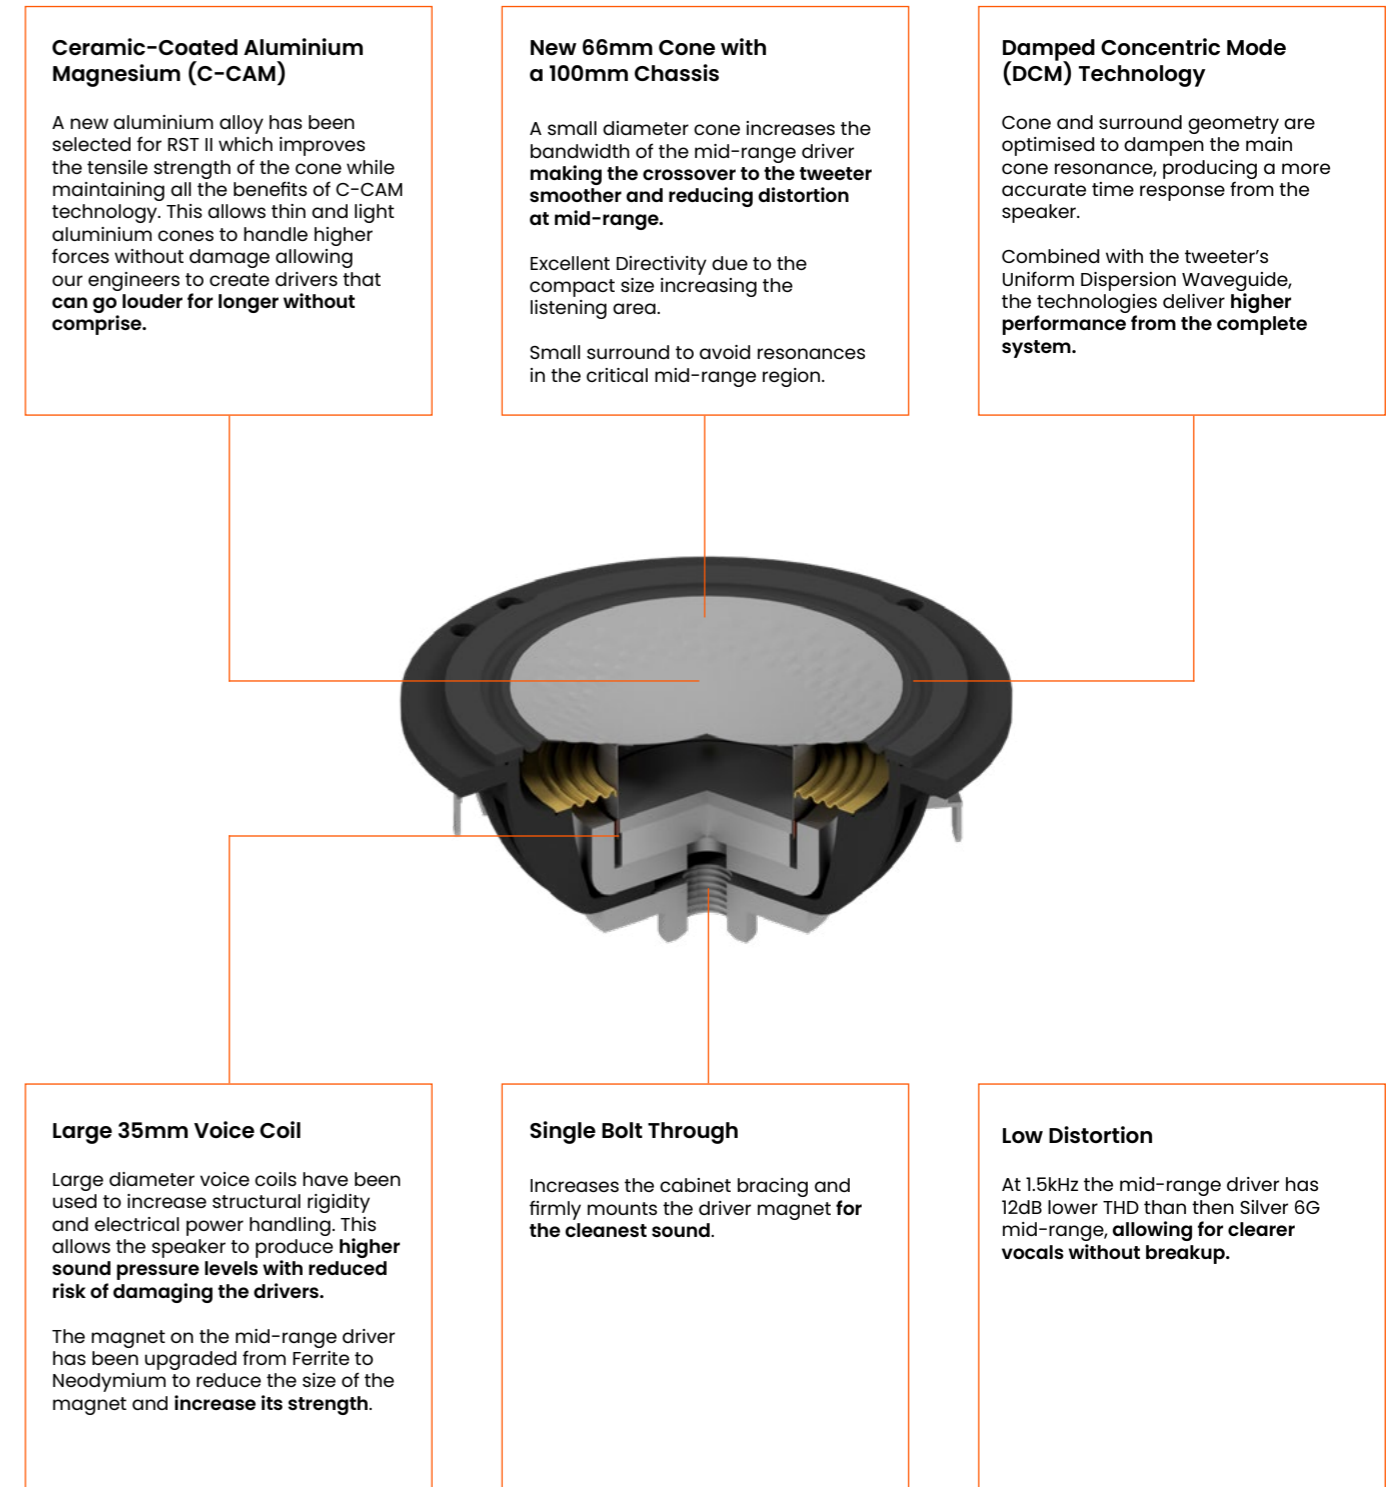 Ceramic-Coated Aluminium
Magnesium (C-CAM)
A new aluminium alloy has been
selected for RST II which improves
the tensile strength of the cone while
maintaining all the benefits of C-CAM
technology. This allows thin and light
aluminium cones to handle higher
forces without damage allowing
our engineers to create drivers that
can go louder for longer without
comprise.
New 66mm Cone with
a 100mm Chassis
A small diameter cone increases the
bandwidth of the mid-range driver
making the crossover to the tweeter
smoother and reducing distortion
at mid-range.
Excellent Directivity due to the
compact size increasing the
listening area.
Small surround to avoid resonances
in the critical mid-range region.
Damped Concentric Mode
(DCM) Technology
Cone and surround geometry are
optimised to dampen the main
cone resonance, producing a more
accurate time response from the
speaker.
Combined with the tweeter's
Uniform Dispersion Waveguide,
the technologies deliver higher
performance from the complete
system.
Large 35mm Voice Coil
Large diameter voice coils have been
used to increase structural rigidity
and electrical power handling. This
allows the speaker to produce higher
sound pressure levels with reduced
risk of damaging the drivers.
The magnet on the mid-range driver
has been upgraded from Ferrite to
Neodymium to reduce the size of the
magnet and increase its strength.
Single Bolt Through
Increases the cabinet bracing and
firmly mounts the driver magnet for
the cleanest sound.
Low Distortion
At 1.5kHz the mid-range driver has
12dB lower THD than then Silver 6G
mid-range, allowing for clearer
vocals without breakup.